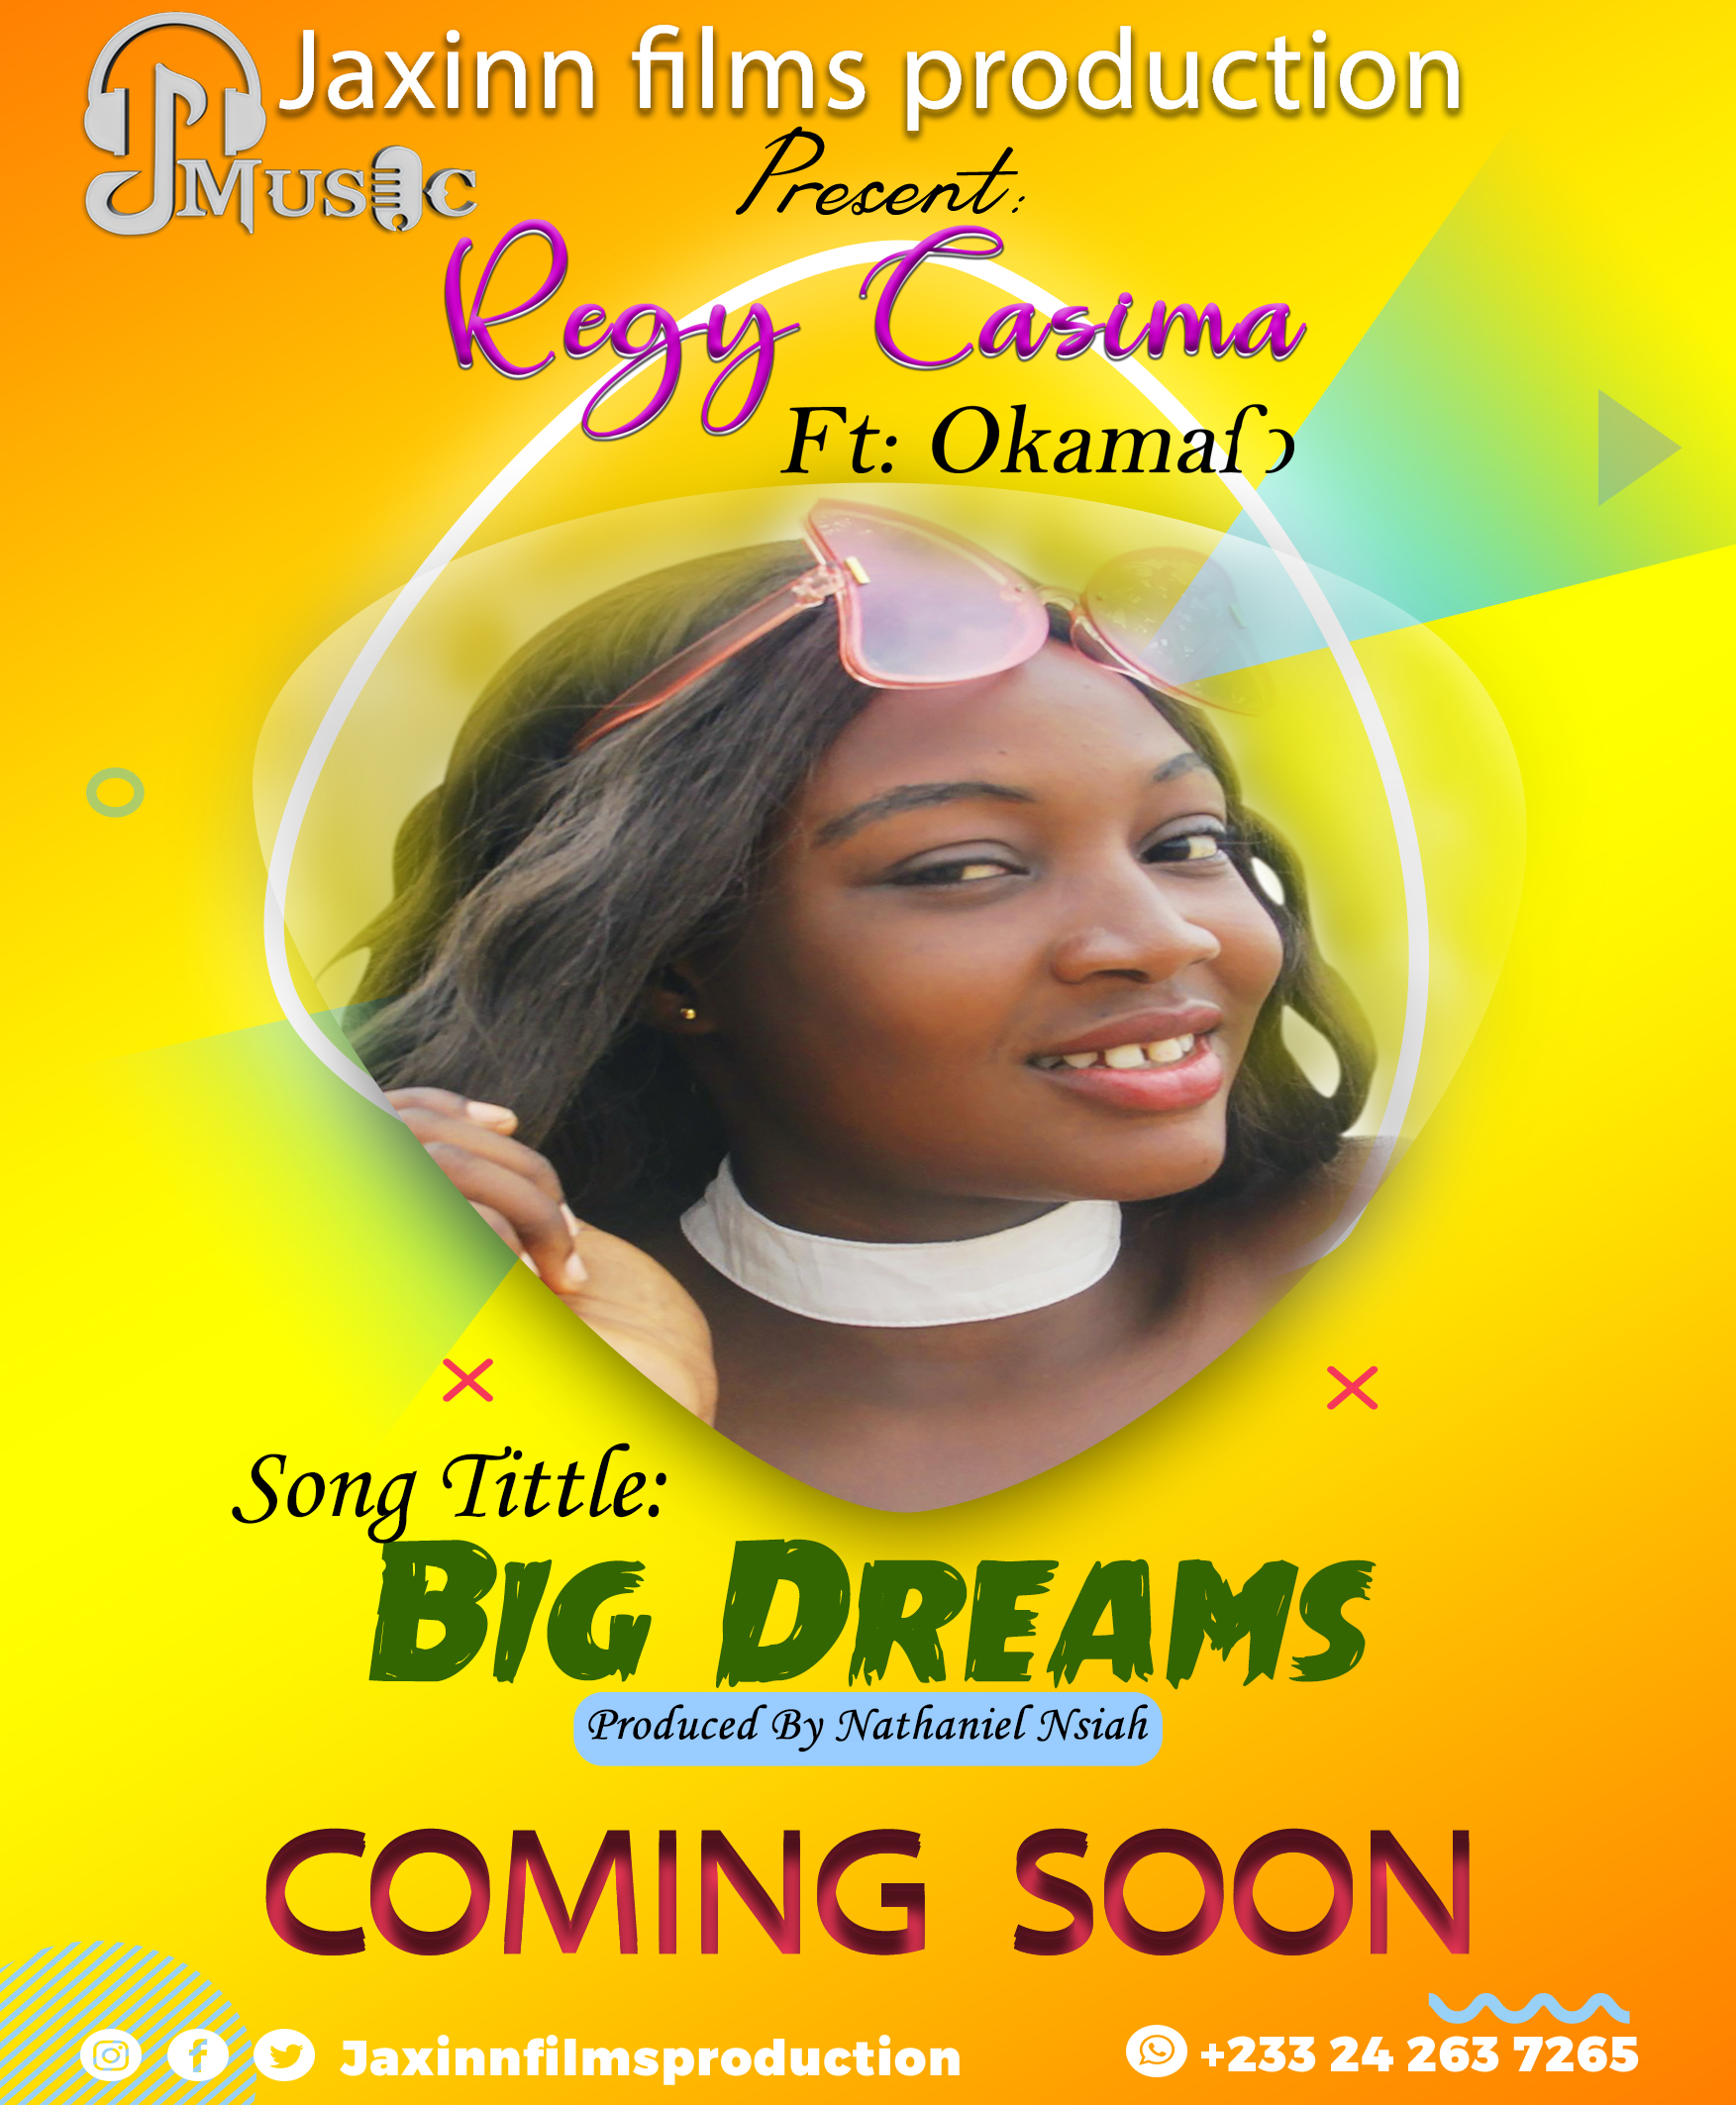 Jaxinn films production
JMUSIC
Present:
Regy Casima
Ft: Okamafɔ
Song Tittle:
BIG DREAMS
Produced By Nathaniel Nsiah
COMING SOON
Jaxinnfilmsproduction
+233 24 263 7265